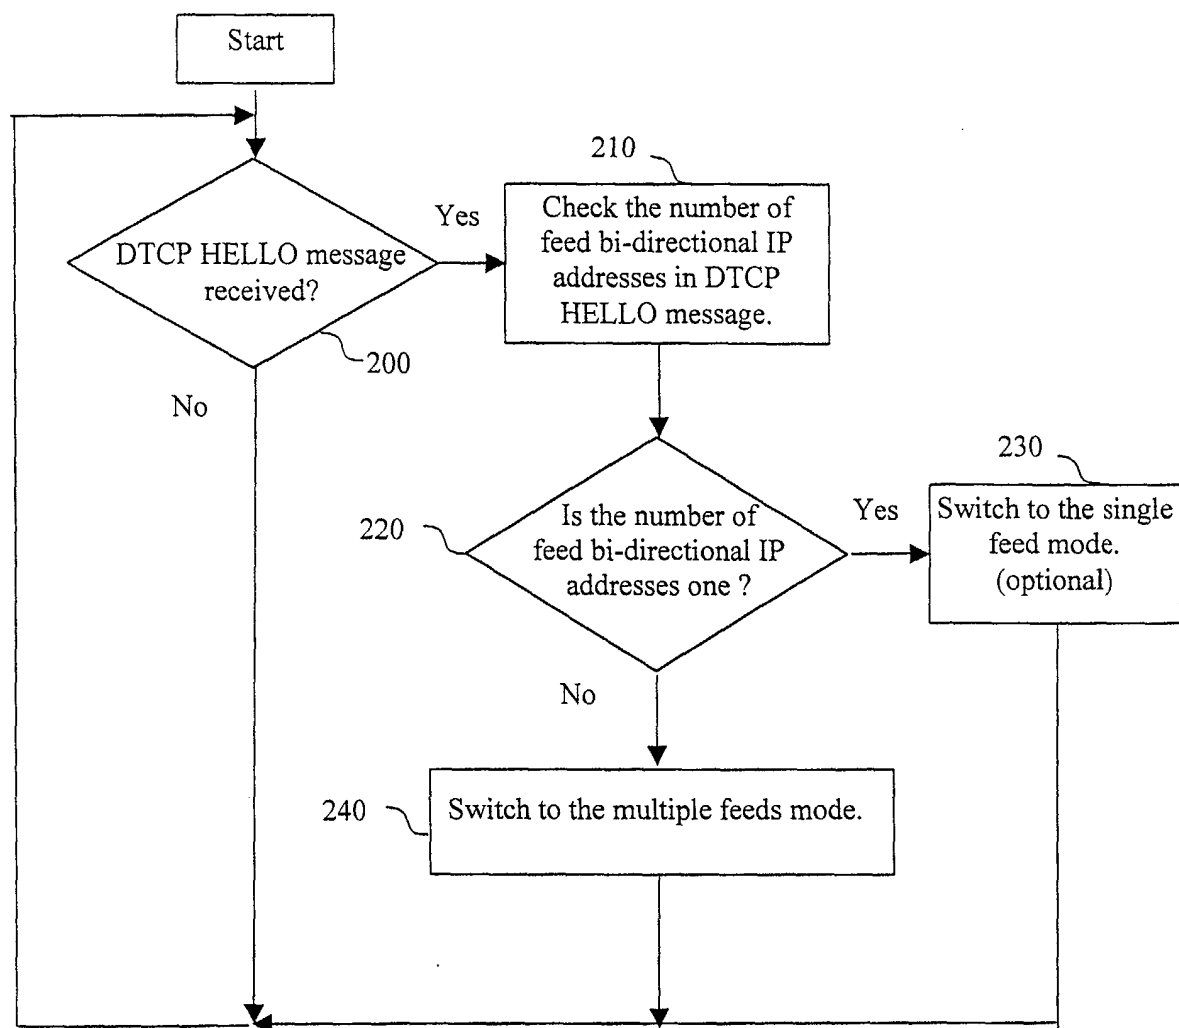 Start
210
Yes
Check the number of
feed bi-directional IP
addresses in DTCP
HELLO message.
DTCP HELLO message
received?
200
No
230
220
Is the number of
feed bi-directional IP
addresses one ?
Yes
Switch to the single
feed mode.
(optional)
No
240
Switch to the multiple feeds mode.